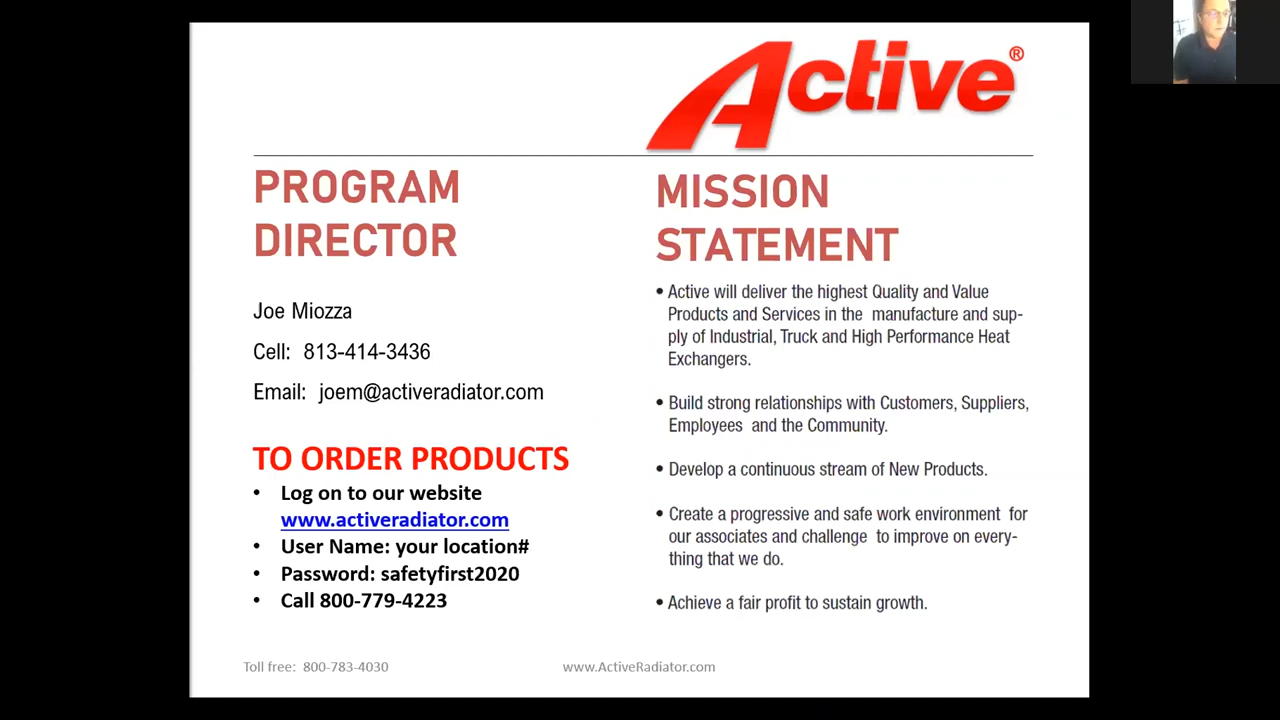 Active®
PROGRAM
DIRECTOR
Joe Miozza
Cell: 813-414-3436
Email: joem@activeradiator.com
TO ORDER PRODUCTS
• Log on to our website
www.activeradiator.com
• User Name: your location#
• Password: safetyfirst2020
• Call 800-779-4223
MISSION
STATEMENT
• Active will deliver the highest Quality and Value
Products and Services in the manufacture and sup-
ply of Industrial, Truck and High Performance Heat
Exchangers.
• Build strong relationships with Customers, Suppliers,
Employees and the Community.
• Develop a continuous stream of New Products.
• Create a progressive and safe work environment for
our associates and challenge to improve on every-
thing that we do.
• Achieve a fair profit to sustain growth.
Toll free: 800-783-4030
www.ActiveRadiator.com